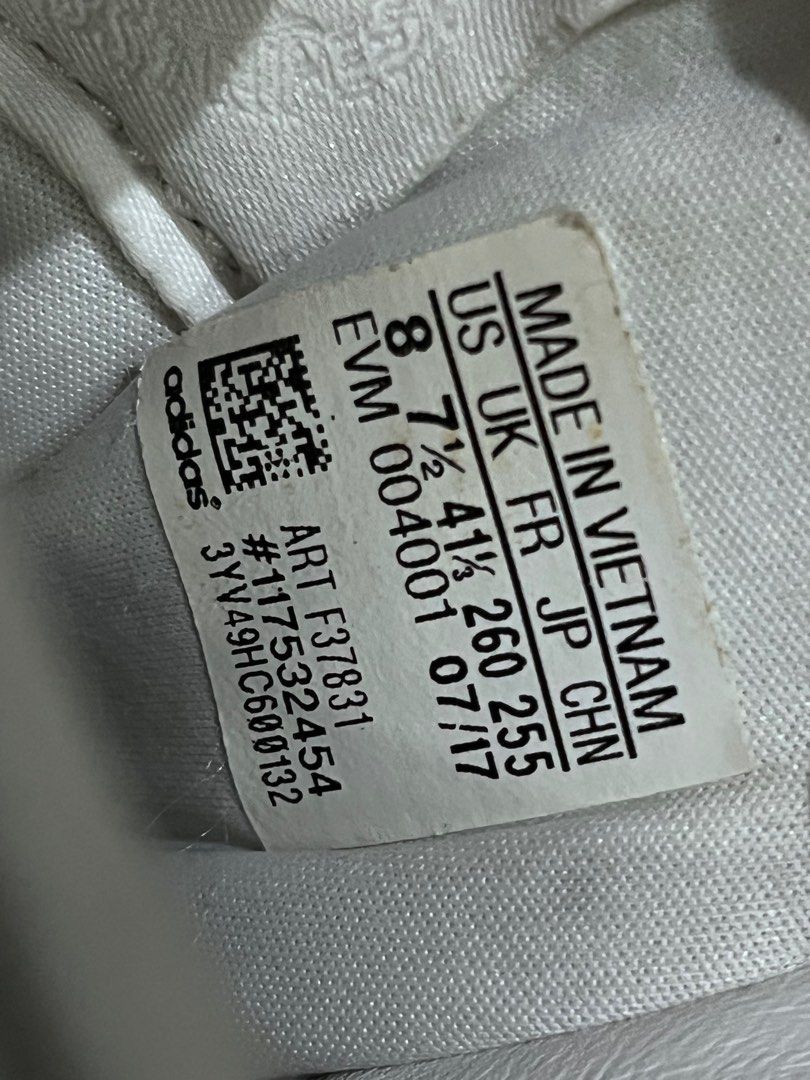 MADE IN VIETNAM
US UK FR JP CHN
8 7½ 41⅓ 260 255
EVM 004001 07/17
ART F37831
#117532454
3YV49HC600132
adidas®